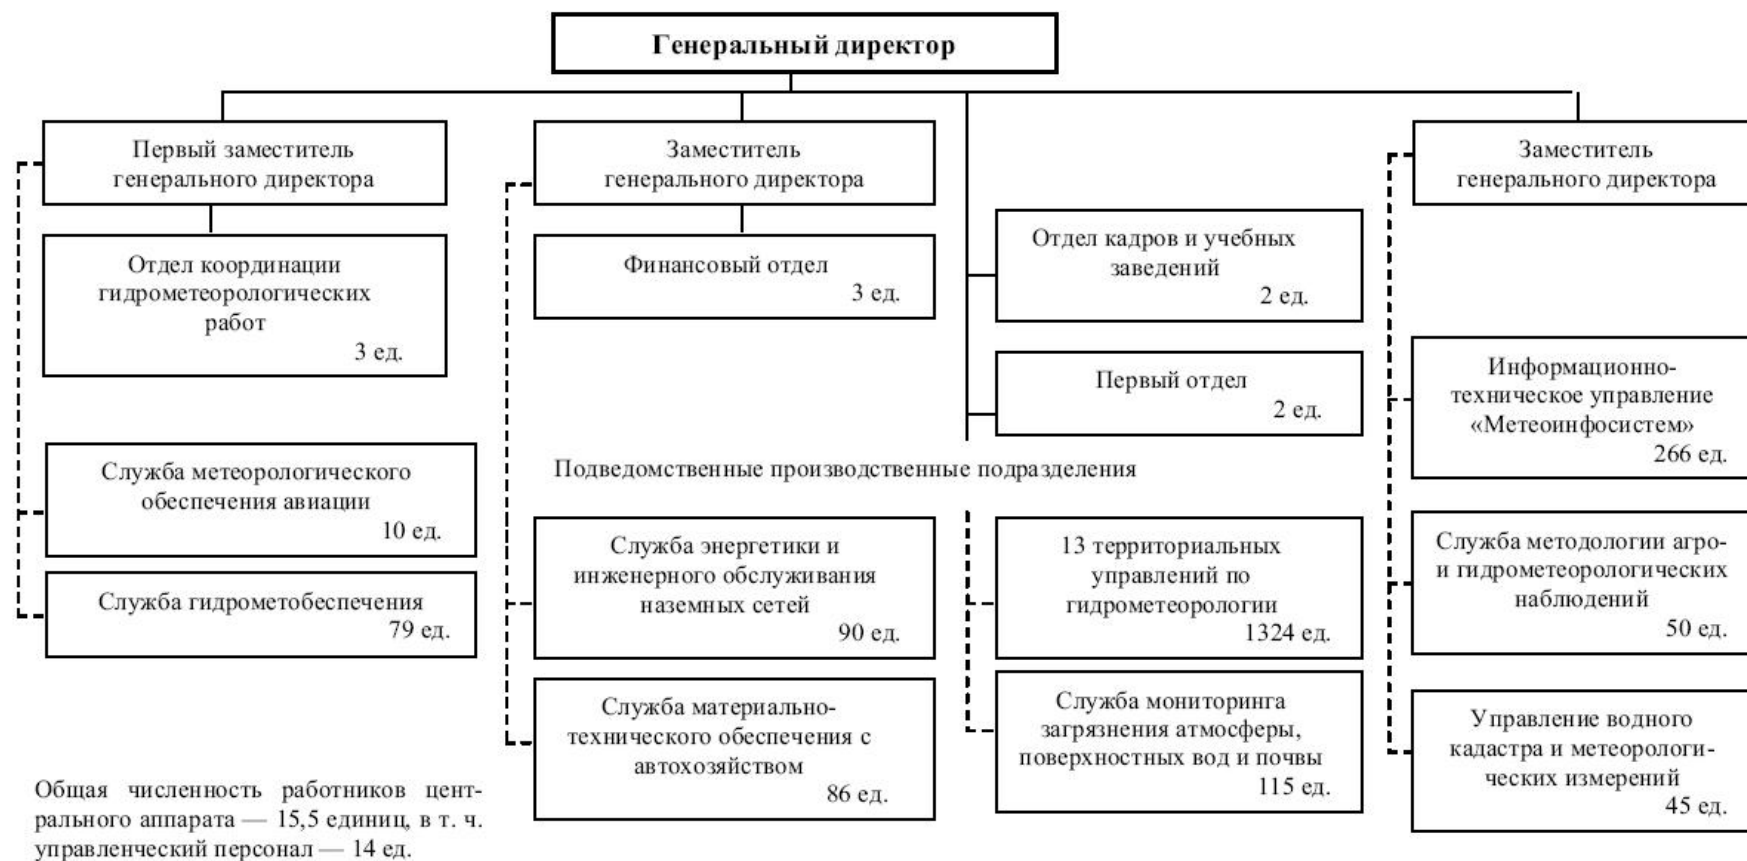 Генеральный директор
Первый заместитель
генерального директора
Заместитель
генерального директора
Заместитель
генерального директора
Отдел координации
гидрометеорологических
работ
3 ед.
Финансовый отдел
3 ед.
Отдел кадров и учебных
заведений
2 ед.
Первый отдел
2 ед.
Информационно-
техническое управление
«Метеоинфосистем»
266 ед.
Подведомственные производственные подразделения
Служба метеорологического
обеспечения авиации
10 ед.
Служба гидрометобеспечения
79 ед.
Служба энергетики и
инженерного обслуживания
наземных сетей
90 ед.
Служба материально-
технического обеспечения с
автохозяйством
86 ед.
13 территориальных
управлений по
гидрометеорологии
1324 ед.
Служба мониторинга
загрязнения атмосферы,
поверхностных вод и почвы
115 ед.
Служба методологии агро-
и гидрометеорологических
наблюдений
50 ед.
Управление водного
кадастра и метеорологи-
ческих измерений
45 ед.
Общая численность работников цент-
рального аппарата — 15,5 единиц, в т. ч.
управленческий персонал — 14 ед.